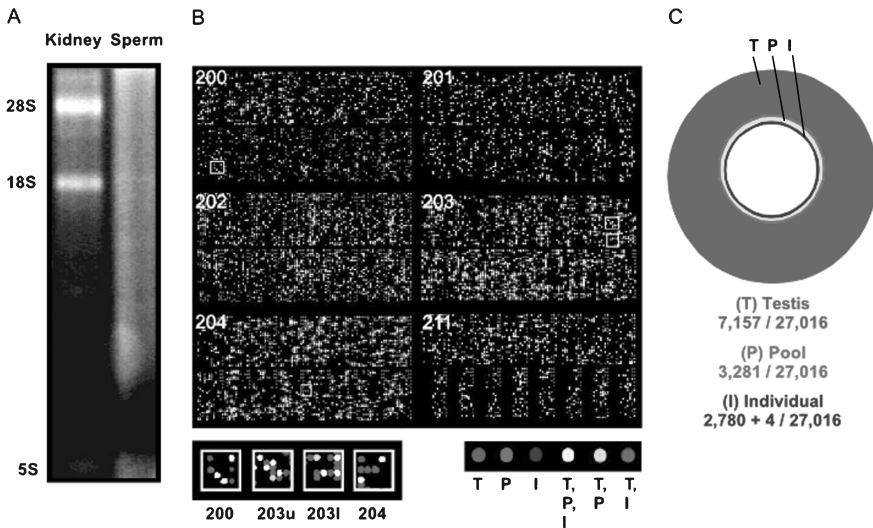 A
Kidney Sperm
28S
18S
5S
B
200
201
202
203
204
211
200 203u 203l 204
T P I T, T, T,
P, P I
I
C
T P I
(T) Testis
7,157 / 27,016
(P) Pool
3,281 / 27,016
(I) Individual
2,780 + 4 / 27,016